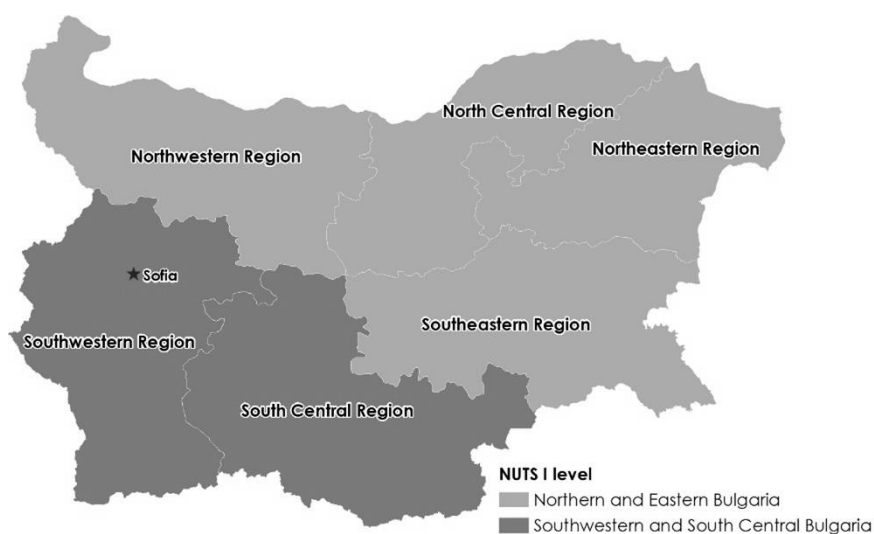 North Central Region
Northwestern Region
Northeastern Region
Sofia
Southeastern Region
Southwestern Region
South Central Region
NUTS I level
Northern and Eastern Bulgaria
Southwestern and South Central Bulgaria